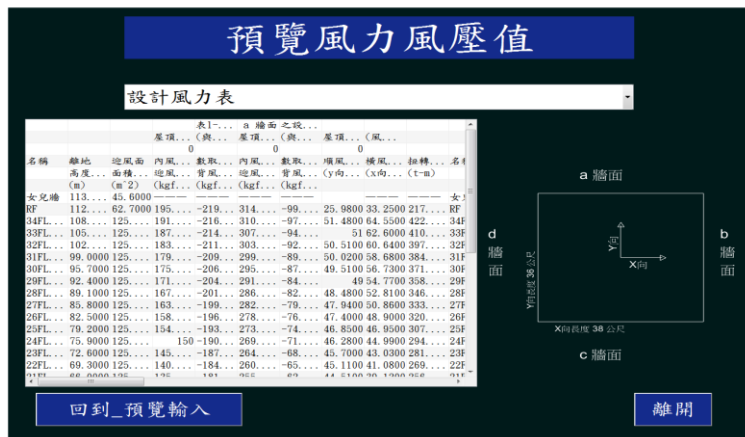 預覽風力風壓值
設計風力表
表1-... a 牆面之設...
屋頂... (與... 屋頂... (與... 屋頂... (風...
0 0 0
名稱 離地 迎風面 內風... 數取... 內風... 數取... 順風... 橫風... 扭轉... 名稱
高度... 面積... 迎風... 背風... 迎風... 背風... (y向... (x向... (t-m)
(m) (m^2) (kgf... (kgf... (kgf... (kgf...
女兒牆 113.... 45.6000 ---- ---- ---- ---- ---- ---- ----
RF 112.... 62.7000 195.... -219... 314.... -99.... 25.9800 33.2500 217.... RF
34FL... 108.... 125.... 191.... -216... 310.... -97.... 51.4800 64.5500 422.... 34F
33FL... 105.... 125.... 187.... -214... 307.... -94.... 51 62.6000 410.... 33F
32FL... 102.... 125.... 183.... -211... 303.... -92.... 50.5100 60.6400 397.... 32F
31FL... 99.0000 125.... 179.... -209... 299.... -89.... 50.0200 58.6800 384.... 31F
30FL... 95.7000 125.... 175.... -206... 295.... -87.... 49.5100 56.7300 371.... 30F
29FL... 92.4000 125.... 171.... -204... 291.... -84.... 49 54.7700 358.... 29F
28FL... 89.1000 125.... 167.... -201... 286.... -82.... 48.4800 52.8100 346.... 28F
27FL... 85.8000 125.... 163.... -199... 282.... -79.... 47.9400 50.8600 333.... 27F
26FL... 82.5000 125.... 158.... -196... 278.... -76.... 47.4000 48.9000 320.... 26F
25FL... 79.2000 125.... 154.... -193... 273.... -74.... 46.8500 46.9500 307.... 25F
24FL... 75.9000 125.... 150 -190... 269.... -71.... 46.2800 44.9900 294.... 24F
23FL... 72.6000 125.... 145.... -187... 264.... -68.... 45.7000 43.0300 281.... 23F
22FL... 69.3000 125.... 140.... -184... 260.... -65.... 45.1100 41.0800 269.... 22F
a 牆面
d 牆面
b 牆面
Y向
X向
Y向長度 36 公尺
X向長度 38 公尺
c 牆面
回到_預覽輸入
離開